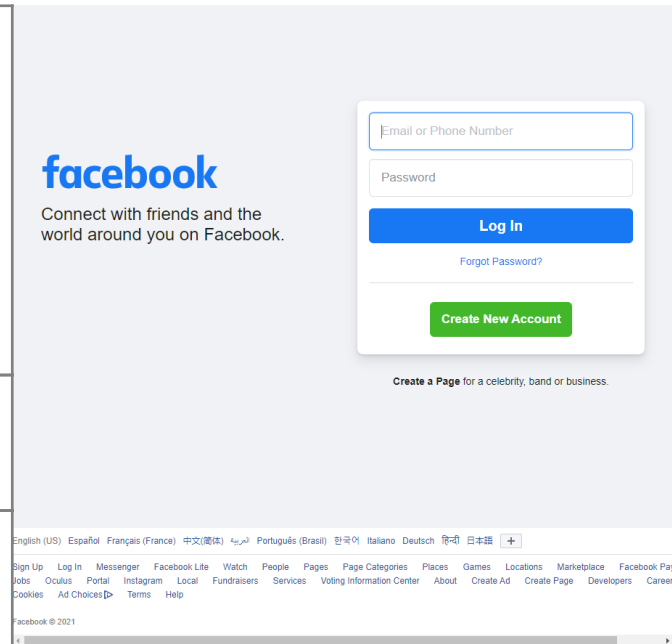 facebook
Connect with friends and the
world around you on Facebook.
Email or Phone Number
Password
Log In
Forgot Password?
Create New Account
Create a Page for a celebrity, band or business.
English (US) Español Français (France) 中文(简体) العربية Português (Brasil) 한국어 Italiano Deutsch हिन्दी 日本語 +
Sign Up Log In Messenger Facebook Lite Watch People Pages Page Categories Places Games Locations Marketplace Facebook Pay
Jobs Oculus Portal Instagram Local Fundraisers Services Voting Information Center About Create Ad Create Page Developers Career
Cookies Ad Choices Terms Help
Facebook © 2021